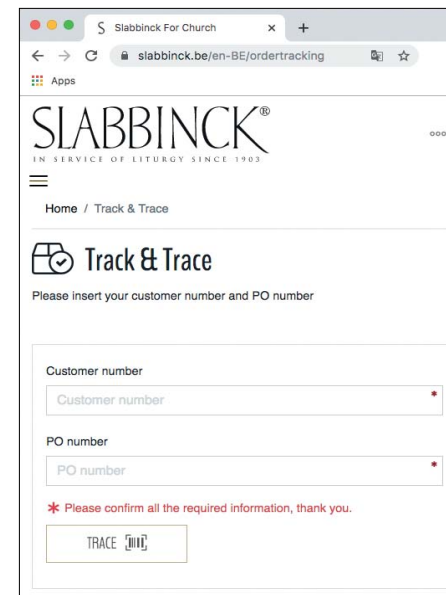 Slabbinck For Church
slabbinck.be/en-BE/ordertracking
Apps
SLABBINCK®
IN SERVICE OF LITURGY SINCE 1903
Home / Track & Trace
Track & Trace
Please insert your customer number and PO number
Customer number
Customer number
*
PO number
PO number
*
* Please confirm all the required information, thank you.
TRACE